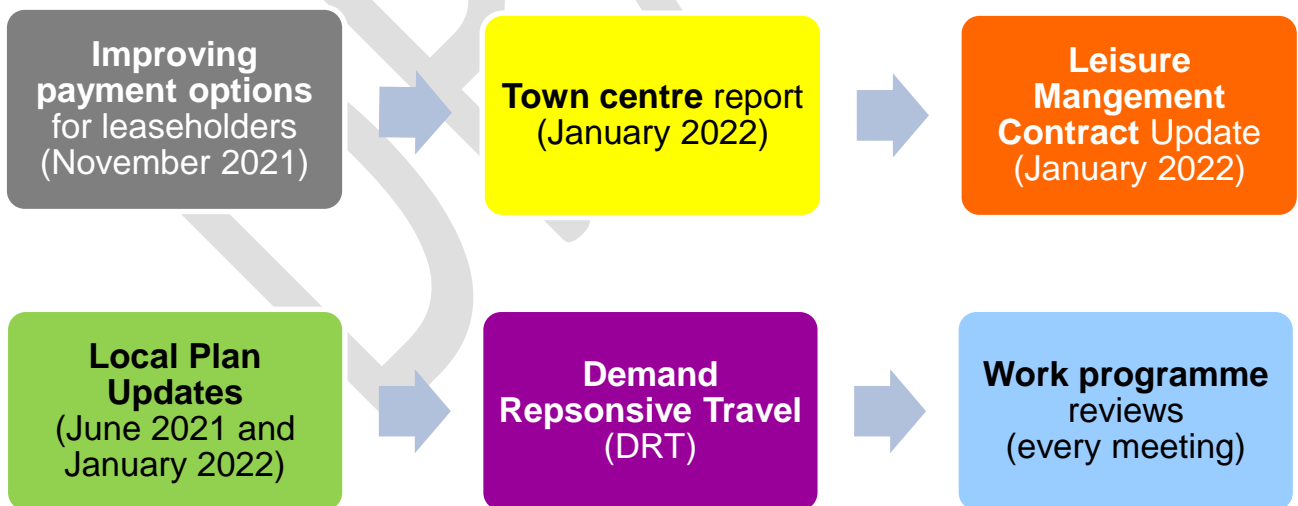 Improving
payment options
for leaseholders
(November 2021)
Town centre report
(January 2022)
Leisure
Mangement
Contract Update
(January 2022)
Local Plan
Updates
(June 2021 and
January 2022)
Demand
Repsonsive Travel
(DRT)
Work programme
reviews
(every meeting)